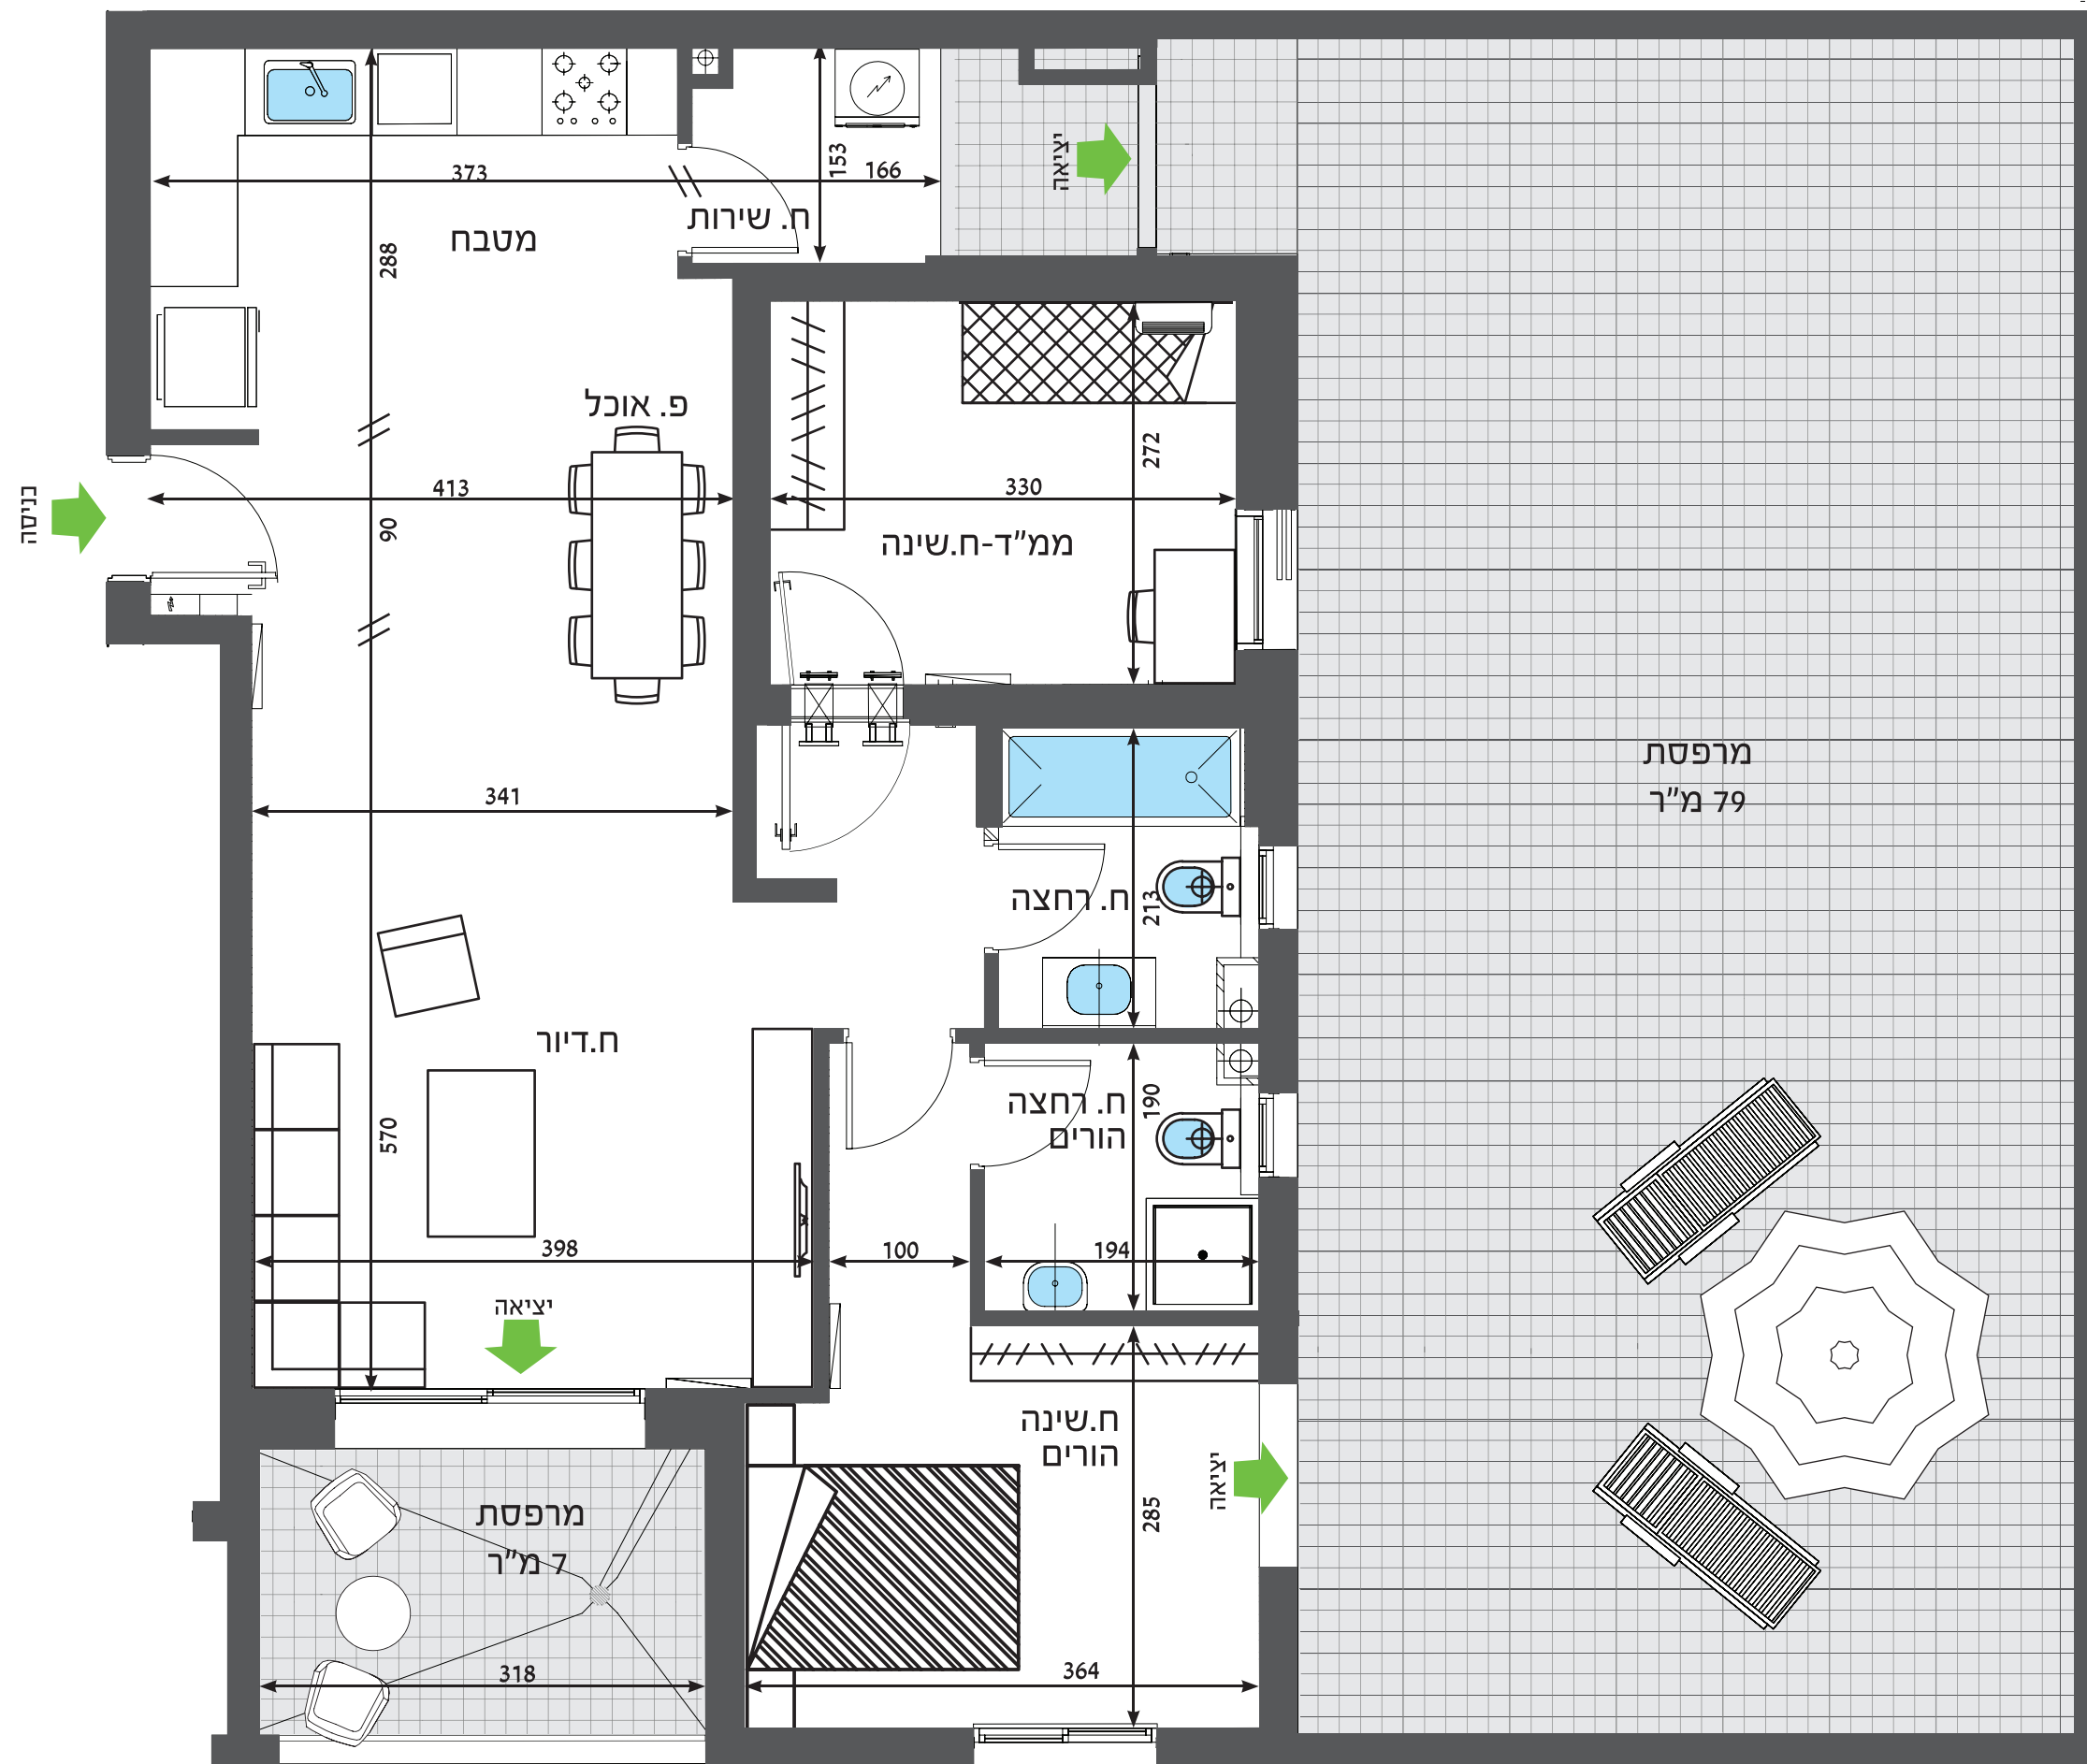 יציאה
373
153
166
ח. שירות
מטבח
288
פ. אוכל
272
כניסה
413
330
90
ממ"ד-ח.שינה
מרפסת
79 מ"ר
341
ח. רחצה
213
ח.דיור
ח. רחצה
הורים
190
570
398
100
194
יציאה
ח.שינה
הורים
יציאה
285
מרפסת
7 מ"ר
318
364